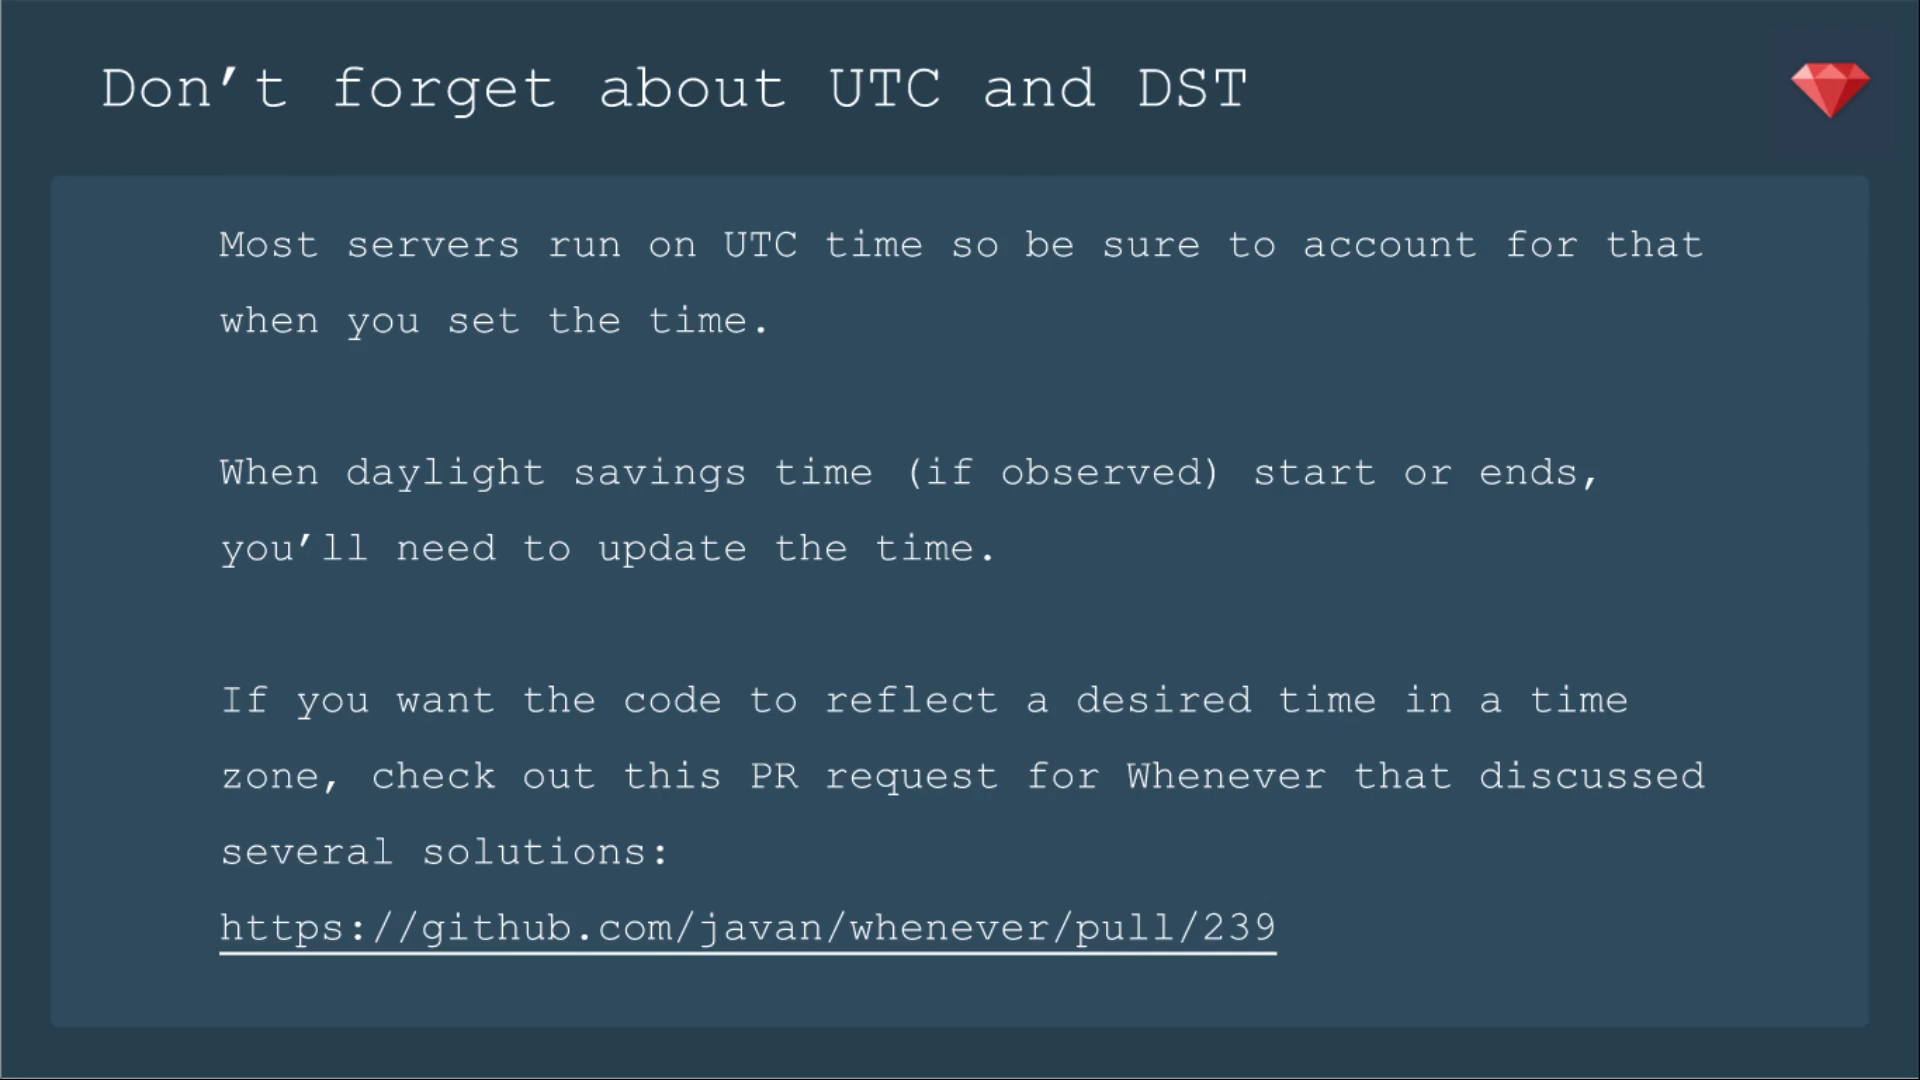 Don’t forget about UTC and DST
Most servers run on UTC time so be sure to account for that
when you set the time.
When daylight savings time (if observed) start or ends,
you’ll need to update the time.
If you want the code to reflect a desired time in a time
zone, check out this PR request for Whenever that discussed
several solutions:
https://github.com/javan/whenever/pull/239